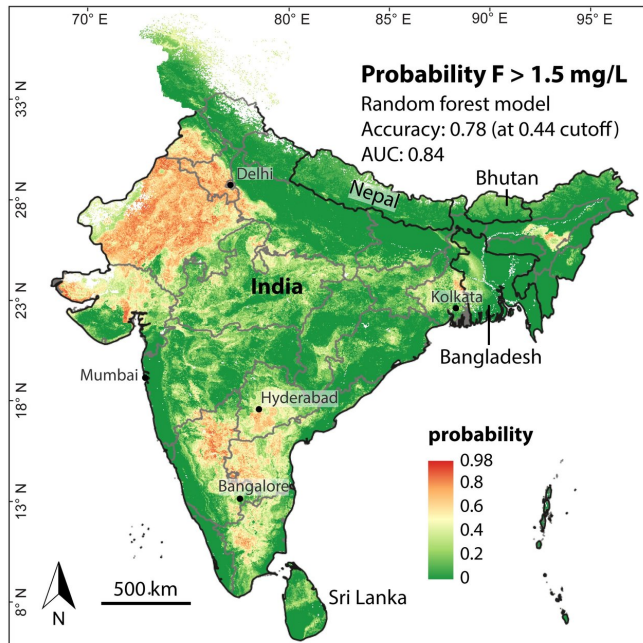 70° E
80° E
85° E
90° E
95° E
33° N
28° N
23° N
18° N
13° N
8° N
Probability F > 1.5 mg/L
Random forest model
Accuracy: 0.78 (at 0.44 cutoff)
AUC: 0.84
Delhi
Nepal
Bhutan
India
Kolkata
Bangladesh
Mumbai
Hyderabad
Bangalore
Sri Lanka
probability
0.98
0.8
0.6
0.4
0.2
0
N
500 km